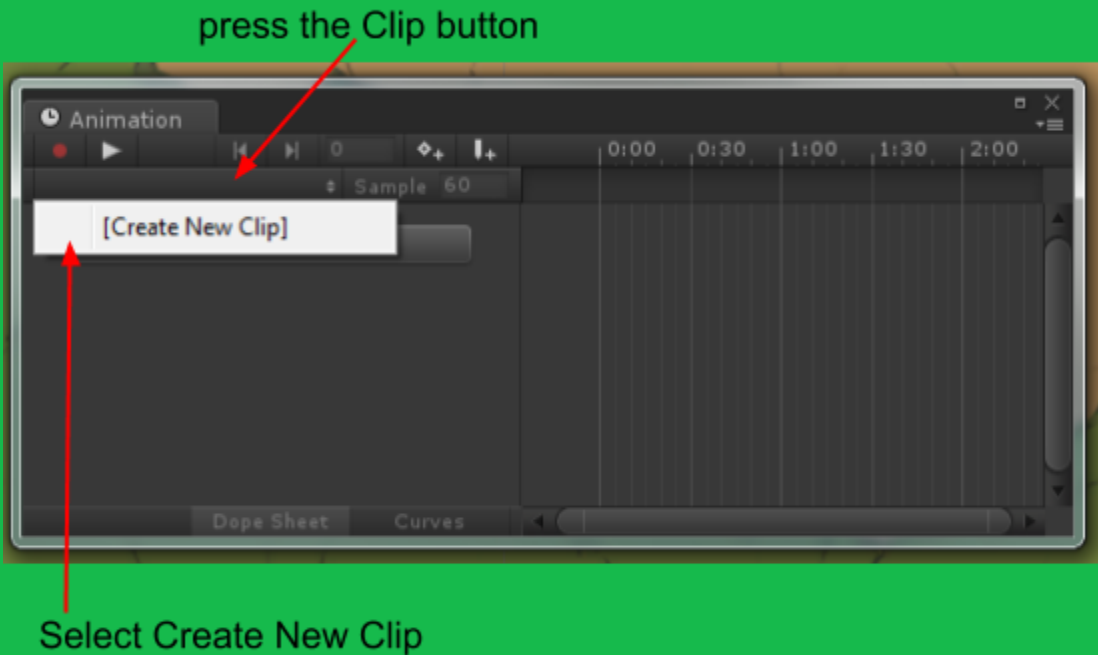 press the Clip button
Animation
0
0:00 0:30 1:00 1:30 2:00
Sample 60
[Create New Clip]
Dope Sheet Curves
Select Create New Clip